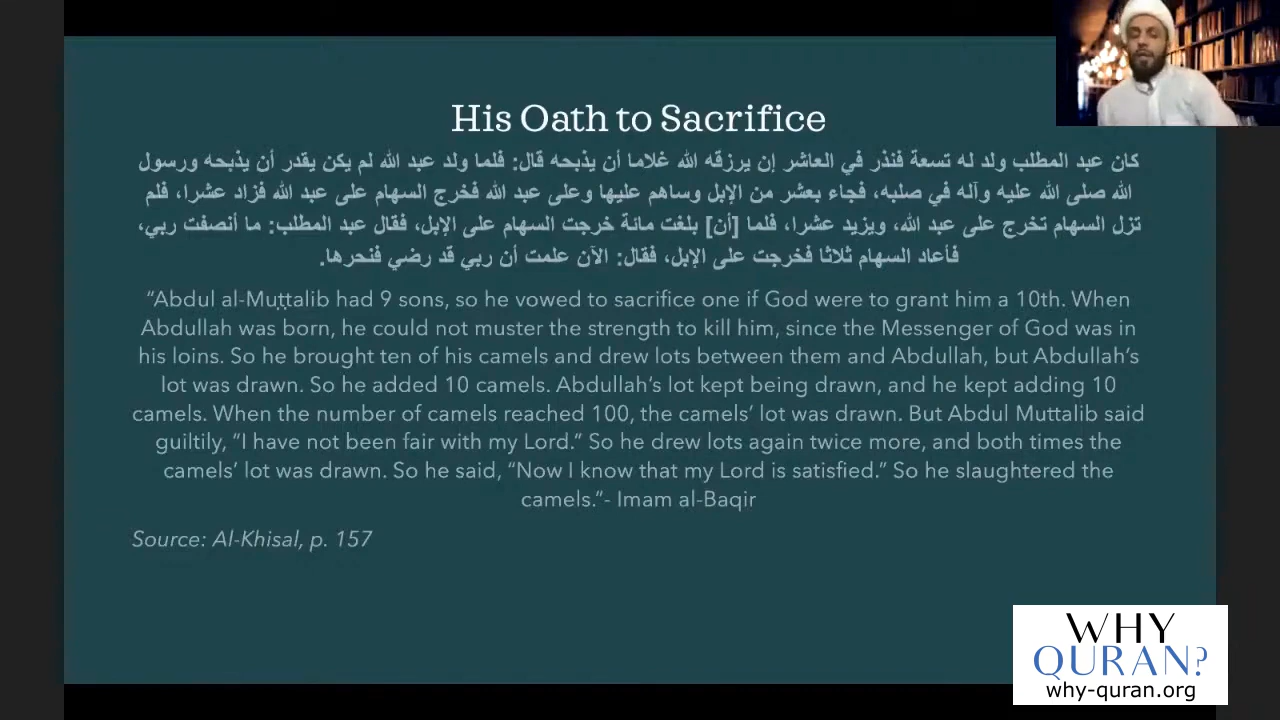 His Oath to Sacrifice
كان عبد المطلب ولد له تسعة فنذر في العاشر إن يرزقه الله غلاما أن يذبحه قال: فلما ولد عبد الله لم يكن يقدر أن يذبحه ورسول
الله صلى الله عليه وآله في صلبه، فجاء بعشر من الإبل وساهم عليها وعلى عبد الله فخرج السهام على عبد الله فزاد عشرا، فلم
تزل السهام تخرج على عبد الله، ويزيد عشرا، فلما [أن] بلغت مائة خرجت السهام على الإبل، فقال عبد المطلب: ما أنصفت ربي،
فأعاد السهام ثلاثا فخرجت على الإبل، فقال: الآن علمت أن ربي قد رضي فنحرها.
“Abdul al-Muṭṭalib had 9 sons, so he vowed to sacrifice one if God were to grant him a 10th. When
Abdullah was born, he could not muster the strength to kill him, since the Messenger of God was in
his loins. So he brought ten of his camels and drew lots between them and Abdullah, but Abdullah’s
lot was drawn. So he added 10 camels. Abdullah’s lot kept being drawn, and he kept adding 10
camels. When the number of camels reached 100, the camels’ lot was drawn. But Abdul Muttalib said
guiltily, “I have not been fair with my Lord.” So he drew lots again twice more, and both times the
camels’ lot was drawn. So he said, “Now I know that my Lord is satisfied.” So he slaughtered the
camels.”- Imam al-Baqir
Source: Al-Khisal, p. 157
WHY
QURAN?
why-quran.org